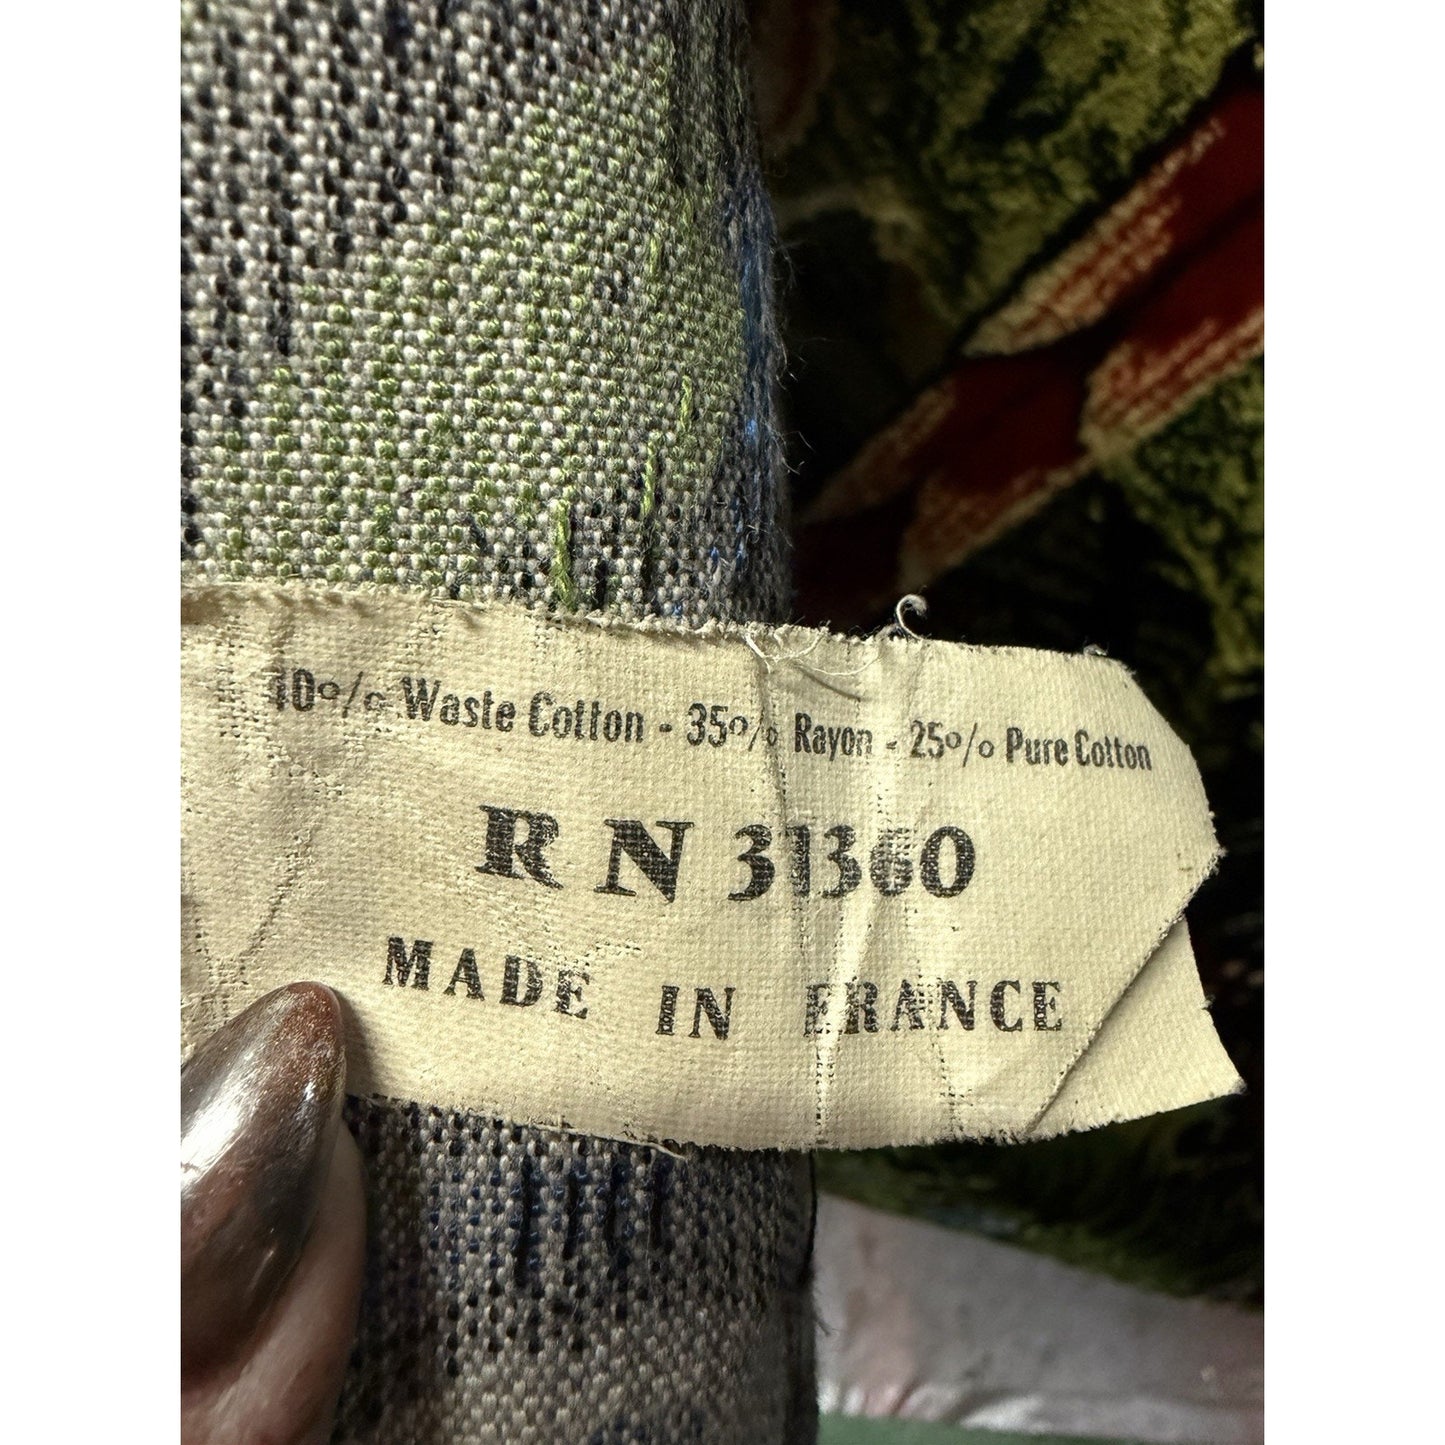 40% Waste Cotton - 35% Rayon - 25% Pure Cotton
RN 31360
MADE IN FRANCE